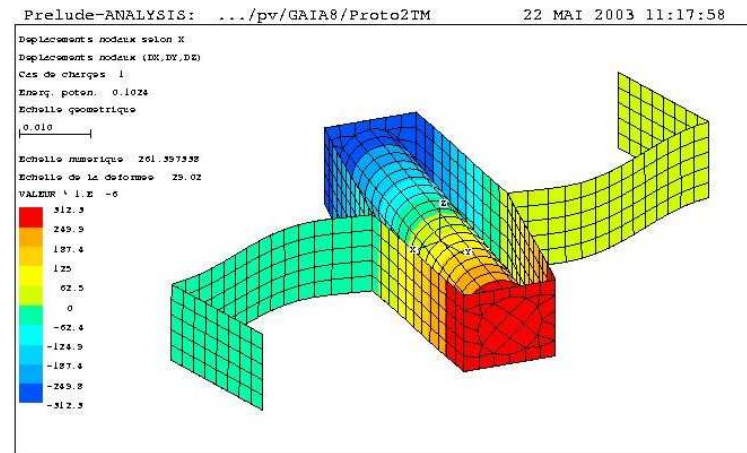 Prelude-ANALYSIS: .../pv/GAIA8/Proto2TM 22 MAI 2003 11:17:58
Deplacements nodaux selon X
Deplacements nodaux (DX,DY,DZ)
Cas de charges 1
Energ. poten. 0.1024
Echelle geometrique
0.010
Echelle numerique 261.397338
Echelle de la deformee 29.02
VALEUR * 1.E -6
312.3
249.9
187.4
125
62.5
0
-62.4
-124.9
-187.4
-249.8
-312.3
Z
X
Y